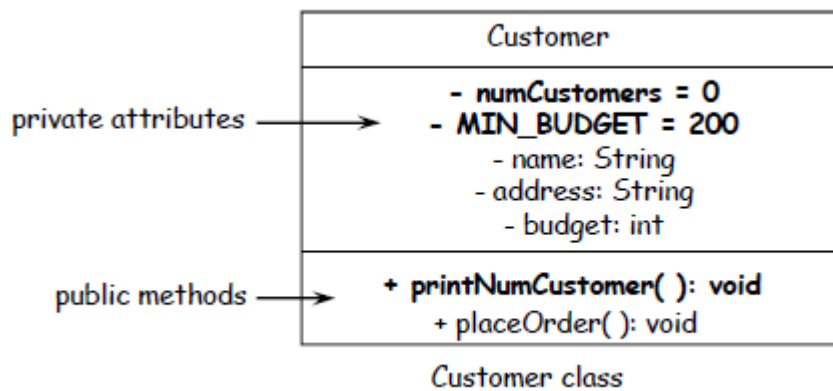 Customer
private attributes
- numCustomers = 0
- MIN_BUDGET = 200
- name: String
- address: String
- budget: int
public methods
+ printNumCustomer( ): void
+ placeOrder( ): void
Customer class